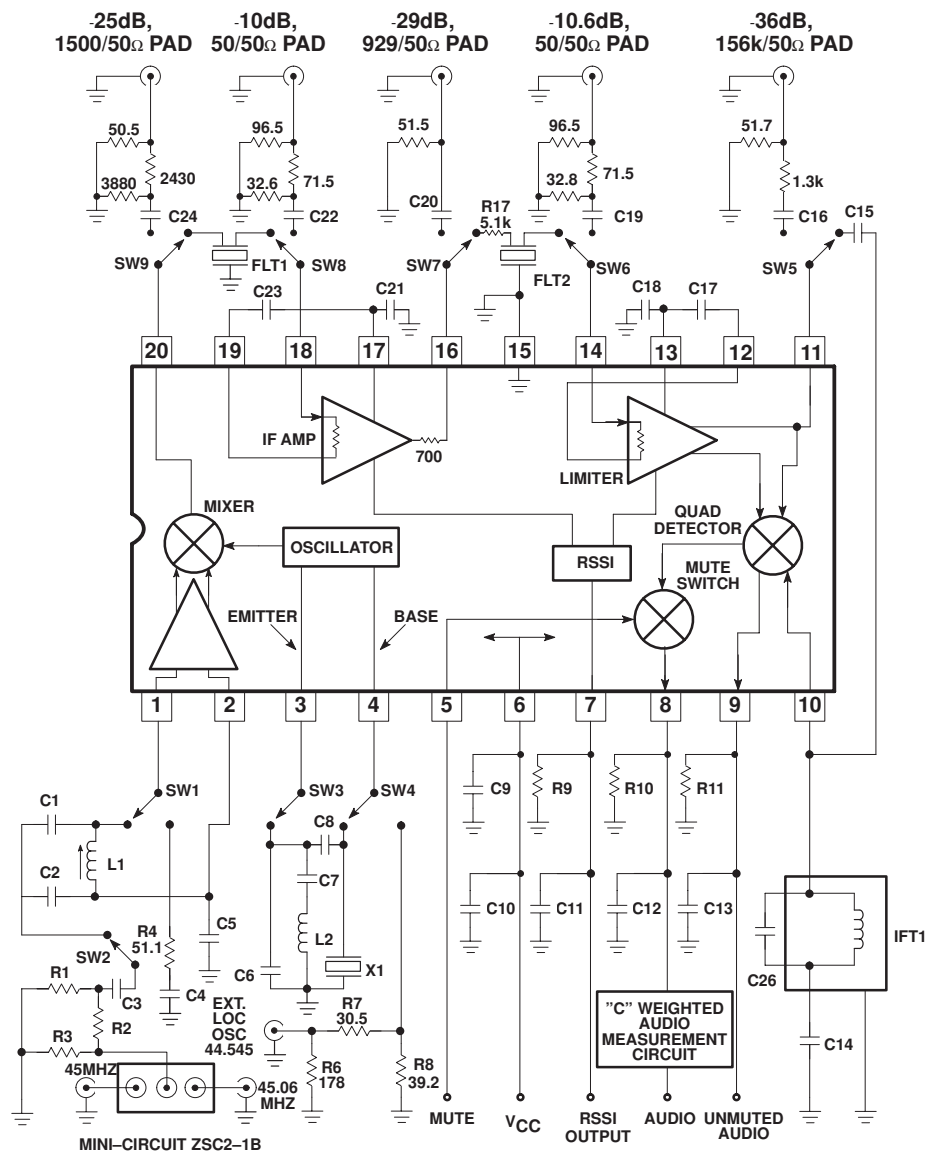 -25dB,
1500/50Ω PAD
-10dB,
50/50Ω PAD
-29dB,
929/50Ω PAD
-10.6dB,
50/50Ω PAD
-36dB,
156k/50Ω PAD
50.5
2430
3880
C24
96.5
71.5
32.6
C22
51.5
C20
96.5
71.5
32.8
C19
51.7
1.3k
C16
C15
R17
5.1k
SW9
FLT1
SW8
SW7
FLT2
SW6
SW5
C23
C21
C18
C17
20
19
18
17
16
15
14
13
12
11
IF AMP
700
LIMITER
MIXER
OSCILLATOR
RSSI
QUAD
DETECTOR
MUTE
SWITCH
EMITTER
BASE
1
2
3
4
5
6
7
8
9
10
SW1
SW3
SW4
C1
L1
C2
C5
C8
C7
L2
C6
X1
C9
R9
R10
R11
C10
C11
C12
C13
IFT1
C26
C14
R4
51.1
SW2
C3
C4
R1
R2
R3
EXT.
LOC
OSC
44.545
R7
30.5
R6
178
R8
39.2
"C" WEIGHTED
AUDIO
MEASUREMENT
CIRCUIT
45MHZ
45.06
MHZ
MINI–CIRCUIT ZSC2–1B
MUTE
VCC
RSSI
OUTPUT
AUDIO
UNMUTED
AUDIO